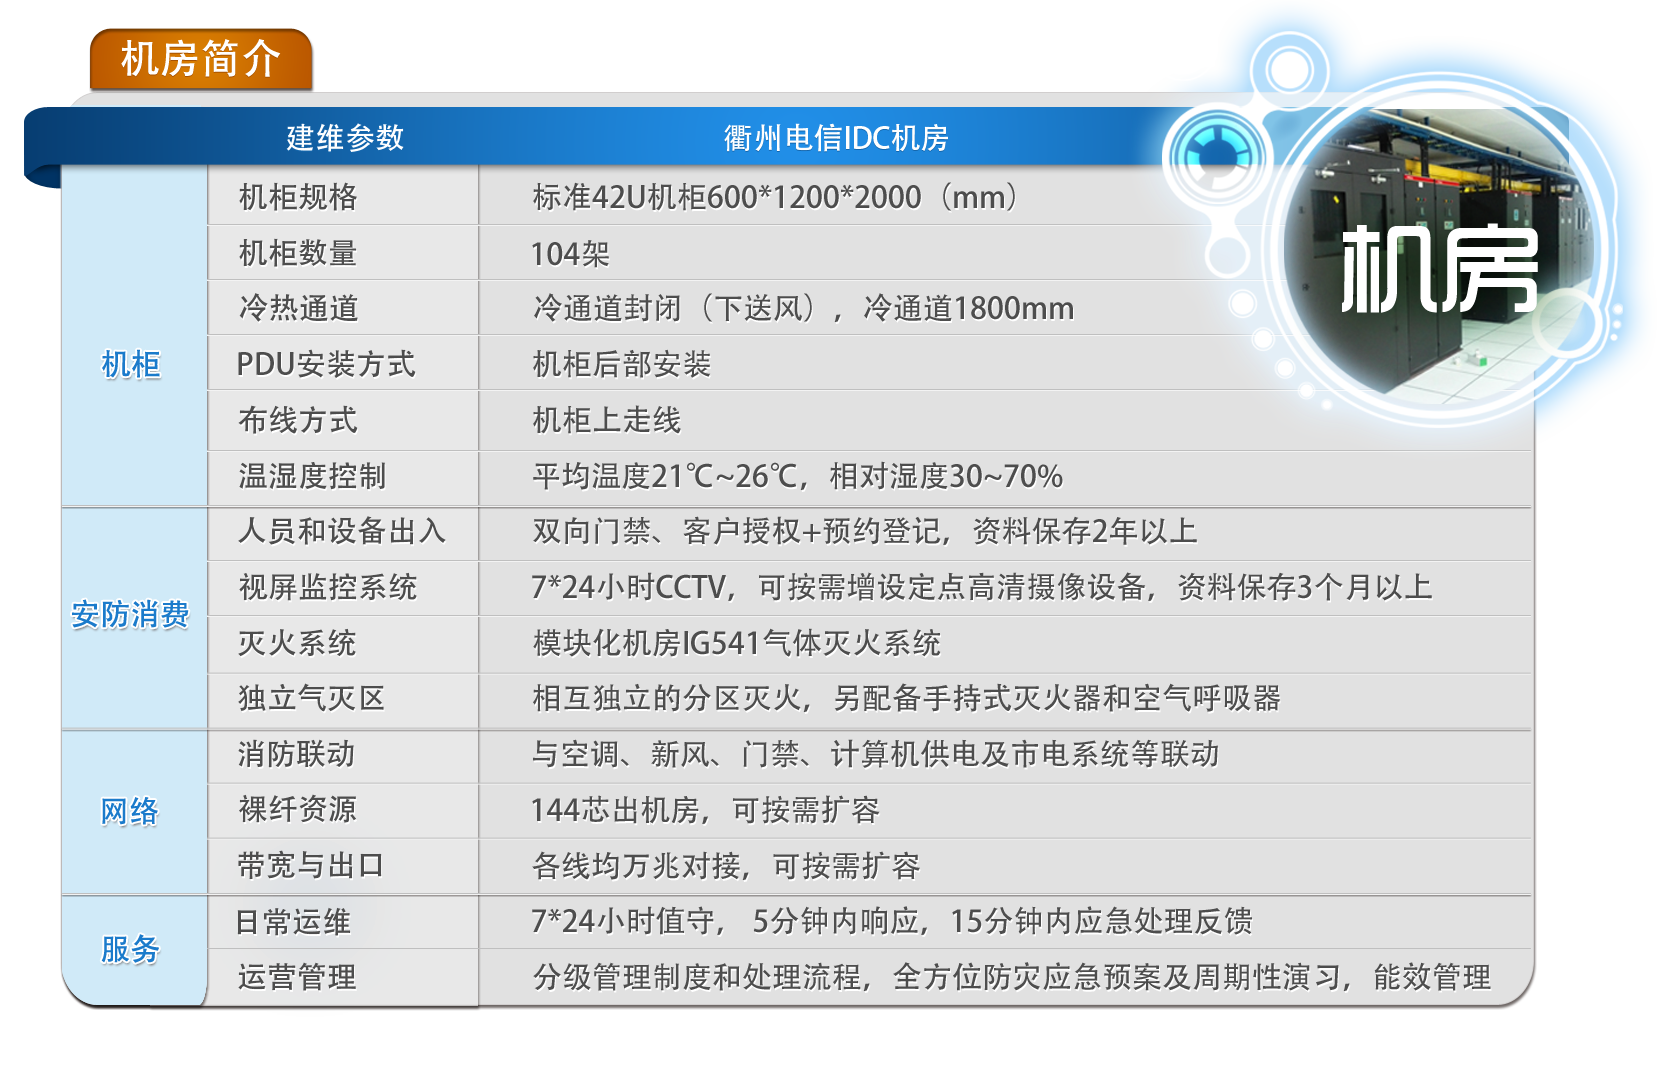 机房简介
建维参数 衢州电信IDC机房
机房
机柜
机柜规格 标准42U机柜600*1200*2000（mm）
机柜数量 104架
冷热通道 冷通道封闭（下送风），冷通道1800mm
PDU安装方式 机柜后部安装
布线方式 机柜上走线
温湿度控制 平均温度21℃~26℃，相对湿度30~70%
安防消费
人员和设备出入 双向门禁、客户授权+预约登记，资料保存2年以上
视屏监控系统 7*24小时CCTV，可按需增设定点高清摄像设备，资料保存3个月以上
灭火系统 模块化机房IG541气体灭火系统
独立气灭区 相互独立的分区灭火，另配备手持式灭火器和空气呼吸器
网络
消防联动 与空调、新风、门禁、计算机供电及市电系统等联动
裸纤资源 144芯出机房，可按需扩容
带宽与出口 各线均万兆对接，可按需扩容
服务
日常运维 7*24小时值守， 5分钟内响应，15分钟内应急处理反馈
运营管理 分级管理制度和处理流程，全方位防灾应急预案及周期性演习，能效管理